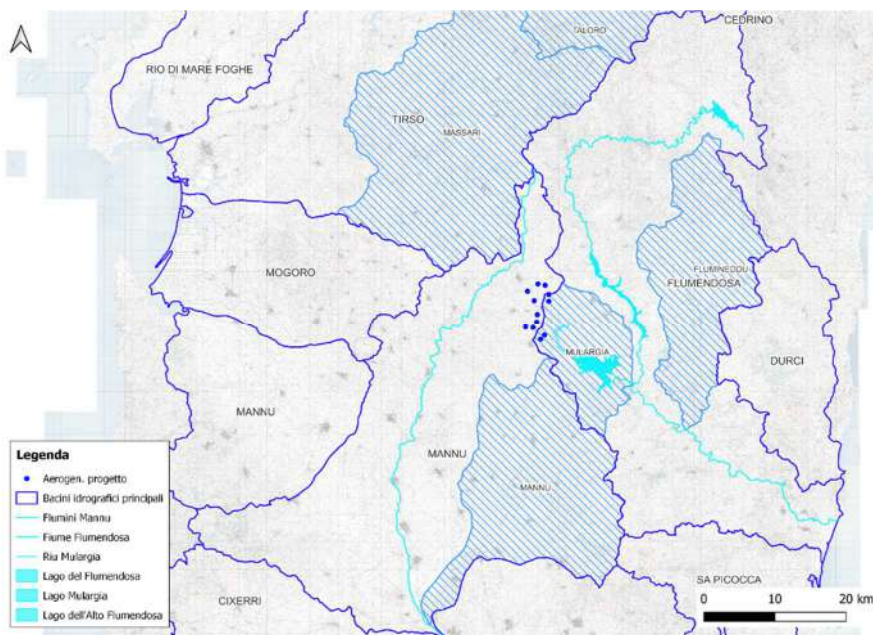 CEDRINO
TALORO
RIO DI MARE FOGHE
TIRSO
MASSARI
MOGORO
FLUMINEDDU
FLUMENDOSA
MULARGIA
DURCI
MANNU
MANNU
MANNU
SA PICOCCA
CIXERRI
0 10 20 km
Legenda
Aerogen. progetto
Bacini idrografici principali
Flumini Mannu
Fiume Flumendosa
Riu Mulargia
Lago del Flumendosa
Lago Mulargia
Lago dell'Alto Flumendosa